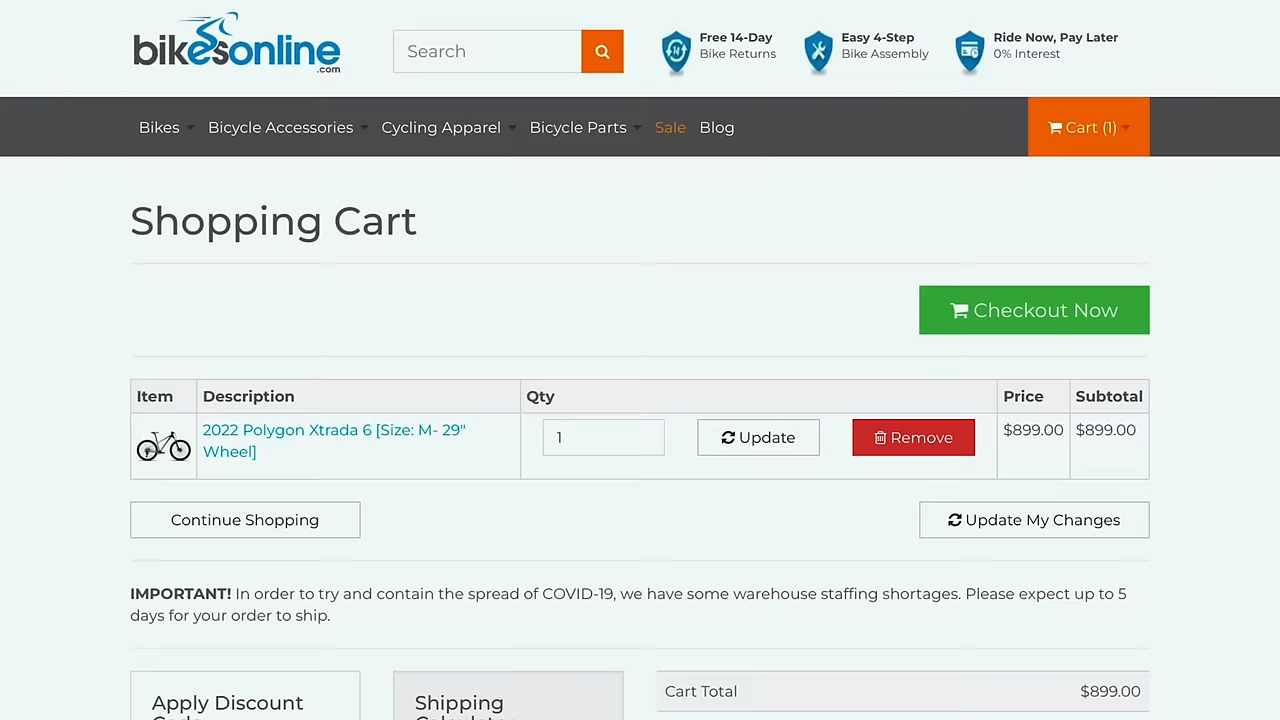 bikesonline
.com
Search
Free 14-Day
Bike Returns
Easy 4-Step
Bike Assembly
Ride Now, Pay Later
0% Interest
Bikes
Bicycle Accessories
Cycling Apparel
Bicycle Parts
Sale
Blog
Cart (1)
Shopping Cart
Checkout Now
Item Description Qty Price Subtotal
2022 Polygon Xtrada 6 [Size: M- 29" Wheel]
1
Update
Remove
$899.00
$899.00
Continue Shopping
Update My Changes
IMPORTANT! In order to try and contain the spread of COVID-19, we have some warehouse staffing shortages. Please expect up to 5
days for your order to ship.
Apply Discount
Shipping
Cart Total $899.00